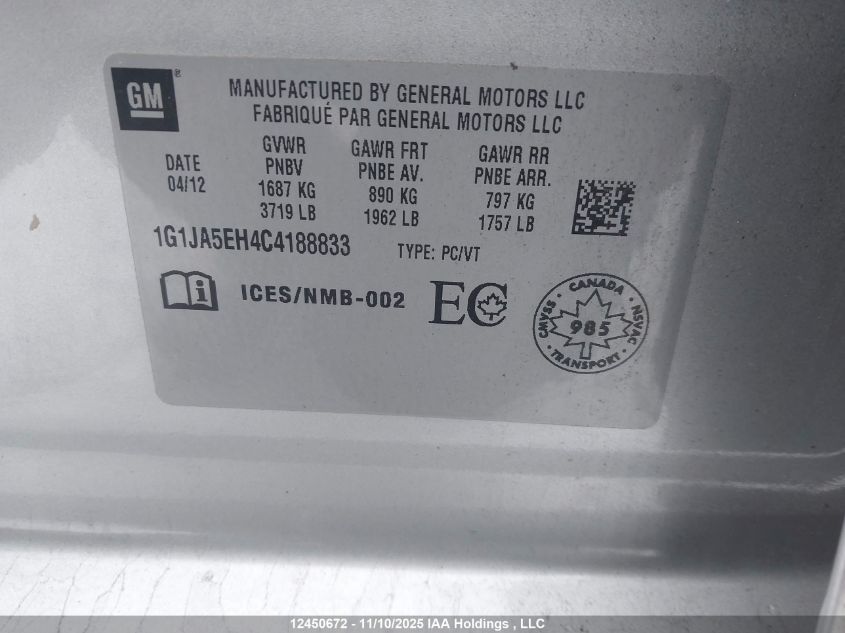 GM
MANUFACTURED BY GENERAL MOTORS LLC
FABRIQUÉ PAR GENERAL MOTORS LLC
DATE
04/12
GVWR
PNBV
1687 KG
3719 LB
GAWR FRT
PNBE AV.
890 KG
1962 LB
GAWR RR
PNBE ARR.
797 KG
1757 LB
1G1JA5EH4C4188833 TYPE: PC/VT
i ICES/NMB-002 EC
CANADA
CMVSS 985 NSVAC
TRANSPORT
12450672 - 11/10/2025 IAA Holdings , LLC